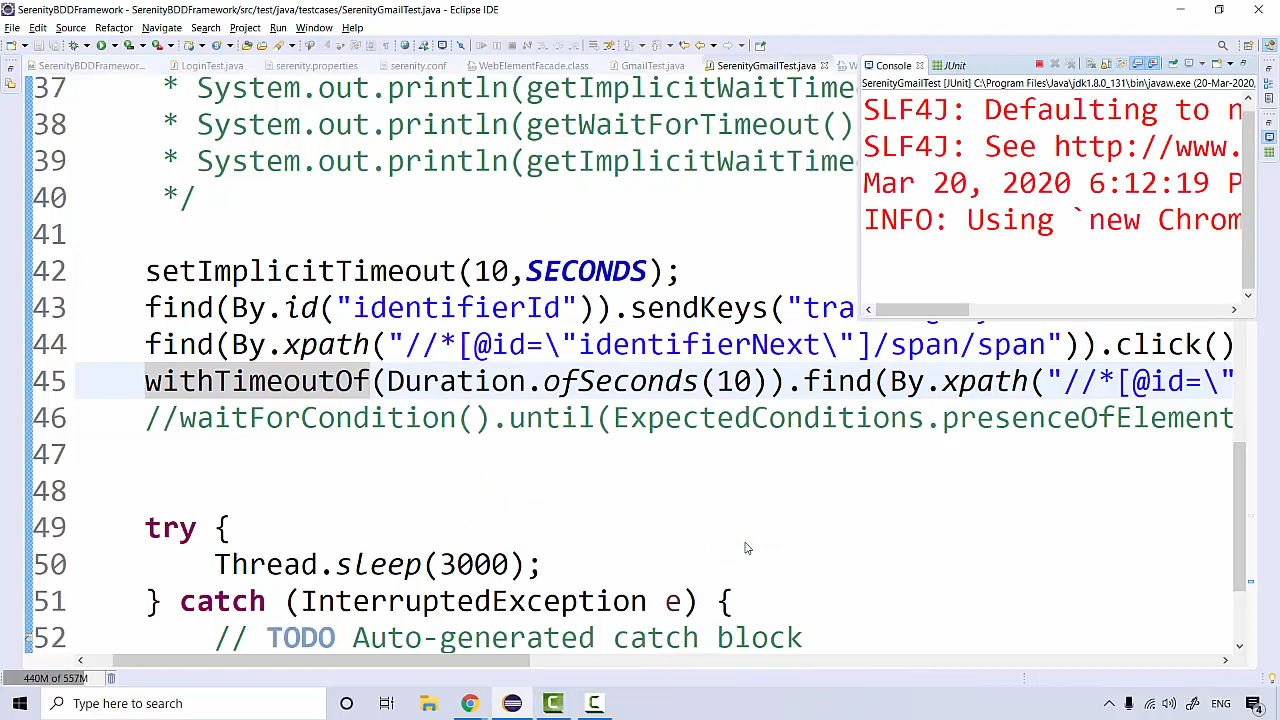 SerenityBDDFramework - SerenityBDDFramework/src/test/java/testcases/SerenityGmailTest.java - Eclipse IDE
File Edit Source Refactor Navigate Search Project Run Window Help
SerenityBDDFramewor... LoginTest.java serenity.properties serenity.conf WebElementFacade.class GmailTest.java SerenityGmailTest.java W
Console JUnit
SerenityGmailTest [JUnit] C:\Program Files\Java\jdk1.8.0_131\bin\javaw.exe (20-Mar-2020,
SLF4J: Defaulting to n
SLF4J: See http://www.
Mar 20, 2020 6:12:19 P
INFO: Using `new Chrom
37 * System.out.println(getImplicitWaitTime
38 * System.out.println(getWaitForTimeout()
39 * System.out.println(getImplicitWaitTime
40 */
41
42 setImplicitTimeout(10,SECONDS);
43 find(By.id("identifierId")).sendKeys("tra
44 find(By.xpath("//*[@id=\"identifierNext\"]/span/span")).click()
45 withTimeoutOf(Duration.ofSeconds(10)).find(By.xpath("//*[@id=\"
46 //waitForCondition().until(ExpectedConditions.presenceOfElement
47
48
49 try {
50 Thread.sleep(3000);
51 } catch (InterruptedException e) {
52 // TODO Auto-generated catch block
440M of 557M
Type here to search
ENG
4